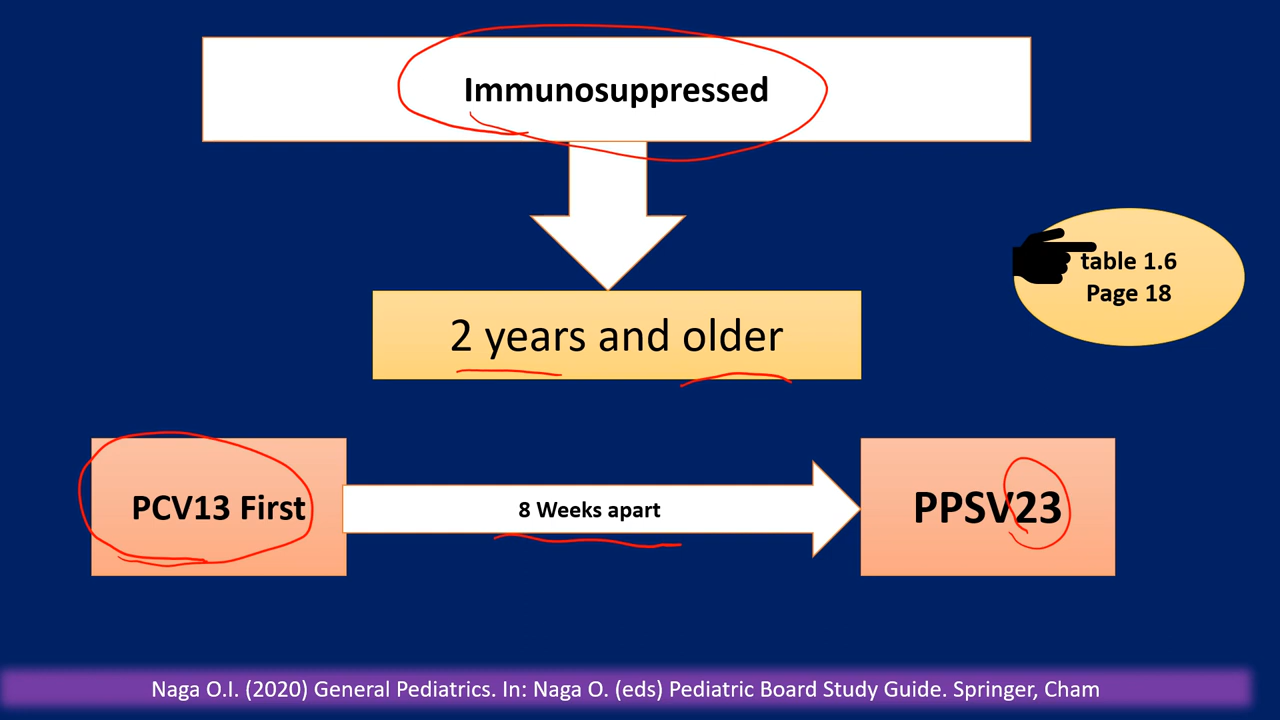 Immunosuppressed
table 1.6
Page 18
2 years and older
PCV13 First
8 Weeks apart
PPSV23
Naga O.I. (2020) General Pediatrics. In: Naga O. (eds) Pediatric Board Study Guide. Springer, Cham